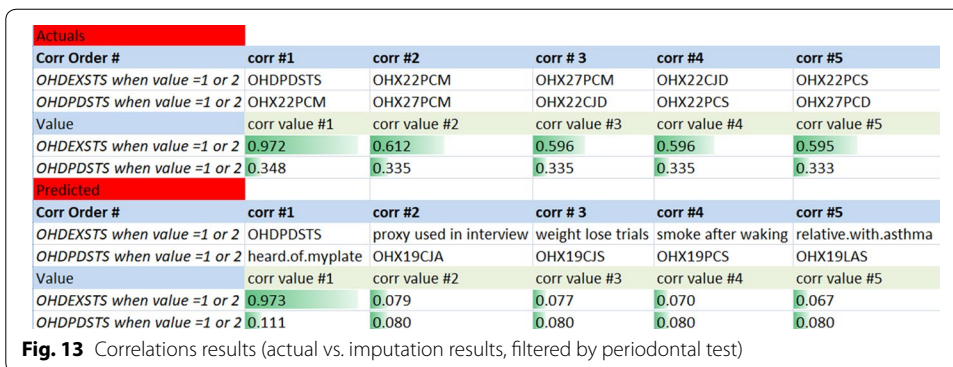 Actuals
Corr Order # corr #1 corr #2 corr # 3 corr #4 corr #5
OHDEXSTS when value =1 or 2 OHDPDSTS OHX22PCM OHX27PCM OHX22CJD OHX22PCS
OHDPDSTS when value =1 or 2 OHX22PCM OHX27PCM OHX22CJD OHX22PCS OHX27PCD
Value corr value #1 corr value #2 corr value #3 corr value #4 corr value #5
OHDEXSTS when value =1 or 2 0.972 0.612 0.596 0.596 0.595
OHDPDSTS when value =1 or 2 0.348 0.335 0.335 0.335 0.333
Predicted
Corr Order # corr #1 corr #2 corr # 3 corr #4 corr #5
OHDEXSTS when value =1 or 2 OHDPDSTS proxy used in interview weight lose trials smoke after waking relative.with.asthma
OHDPDSTS when value =1 or 2 heard.of.myplate OHX19CJA OHX19CJS OHX19PCS OHX19LAS
Value corr value #1 corr value #2 corr value #3 corr value #4 corr value #5
OHDEXSTS when value =1 or 2 0.973 0.079 0.077 0.070 0.067
OHDPDSTS when value =1 or 2 0.111 0.080 0.080 0.080 0.080
Fig. 13 Correlations results (actual vs. imputation results, filtered by periodontal test)